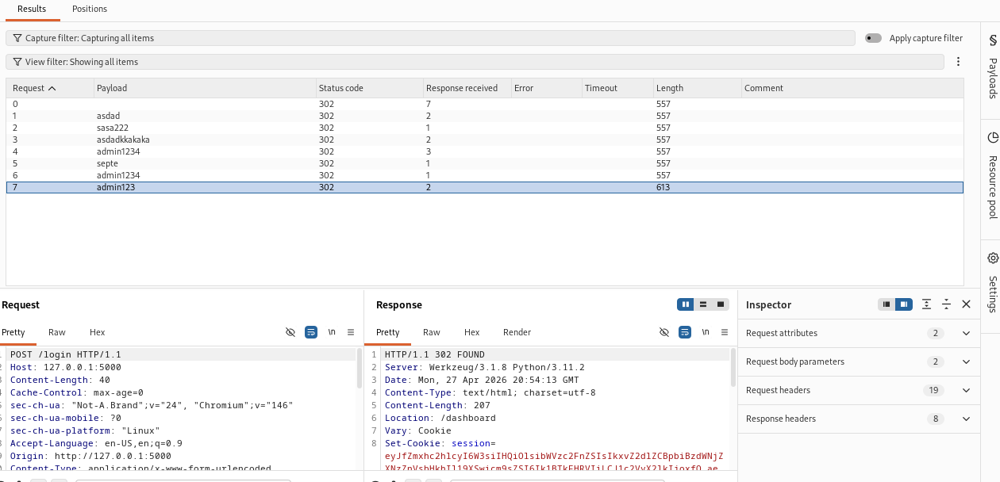 Results Positions
Capture filter: Capturing all items Apply capture filter
View filter: Showing all items
Request Payload Status code Response received Error Timeout Length Comment
0 302 7 557
1 asdad 302 2 557
2 sasa222 302 1 557
3 asdadkkakaka 302 2 557
4 admin1234 302 3 557
5 septe 302 1 557
6 admin1234 302 1 557
7 admin123 302 2 613
§ Payloads
Resource pool
Settings
Request
Pretty Raw Hex \n
POST /login HTTP/1.1
Host: 127.0.0.1:5000
Content-Length: 40
Cache-Control: max-age=0
sec-ch-ua: "Not-A.Brand";v="24", "Chromium";v="146"
sec-ch-ua-mobile: ?0
sec-ch-ua-platform: "Linux"
Accept-Language: en-US,en;q=0.9
Origin: http://127.0.0.1:5000
Content-Type: application/x-www-form-urlencoded
Response
Pretty Raw Hex Render \n
1 HTTP/1.1 302 FOUND
2 Server: Werkzeug/3.1.8 Python/3.11.2
3 Date: Mon, 27 Apr 2026 20:54:13 GMT
4 Content-Type: text/html; charset=utf-8
5 Content-Length: 207
6 Location: /dashboard
7 Vary: Cookie
8 Set-Cookie: session=
Inspector
Request attributes 2
Request body parameters 2
Request headers 19
Response headers 8